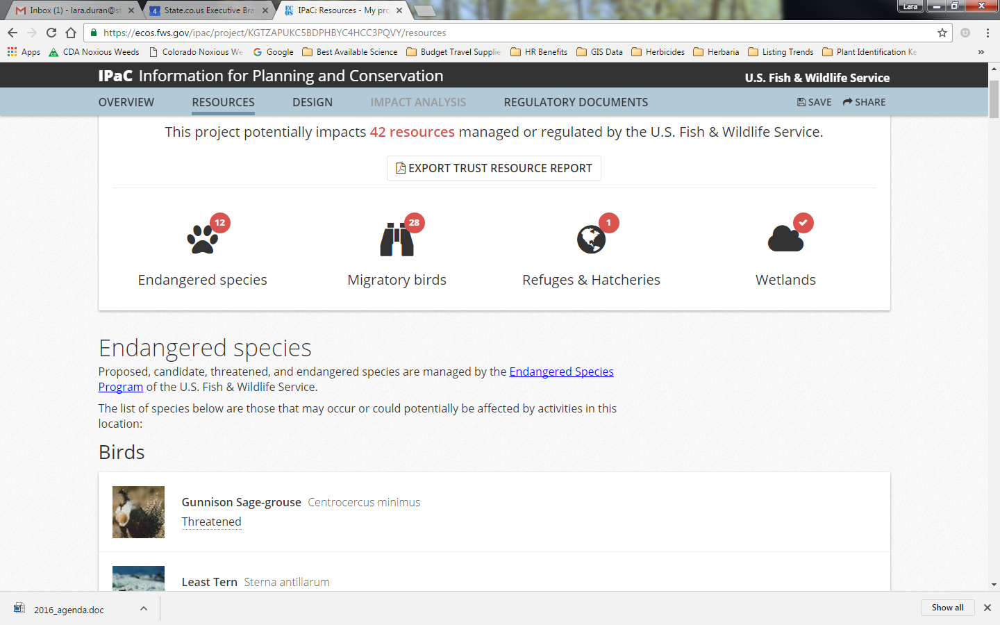 Inbox (1) - lara.duran@st
State.co.us Executive Bra
IPaC: Resources - My pro
Lara
https://ecos.fws.gov/ipac/project/KGTZAPUKC5BDPHBYC4HCC3PQVY/resources
Apps
CDA Noxious Weeds
Colorado Noxious We
Google
Best Available Science
Budget Travel Supplie
HR Benefits
GIS Data
Herbicides
Herbaria
Listing Trends
Plant Identification Ke
»
IPaC Information for Planning and Conservation
U.S. Fish & Wildlife Service
OVERVIEW
RESOURCES
DESIGN
IMPACT ANALYSIS
REGULATORY DOCUMENTS
SAVE
SHARE
This project potentially impacts 42 resources managed or regulated by the U.S. Fish & Wildlife Service.
EXPORT TRUST RESOURCE REPORT
12
28
1
Endangered species
Migratory birds
Refuges & Hatcheries
Wetlands
Endangered species
Proposed, candidate, threatened, and endangered species are managed by the Endangered Species
Program of the U.S. Fish & Wildlife Service.
The list of species below are those that may occur or could potentially be affected by activities in this
location:
Birds
Gunnison Sage-grouse Centrocercus minimus
Threatened
Least Tern Sterna antillarum
2016_agenda.doc
Show all